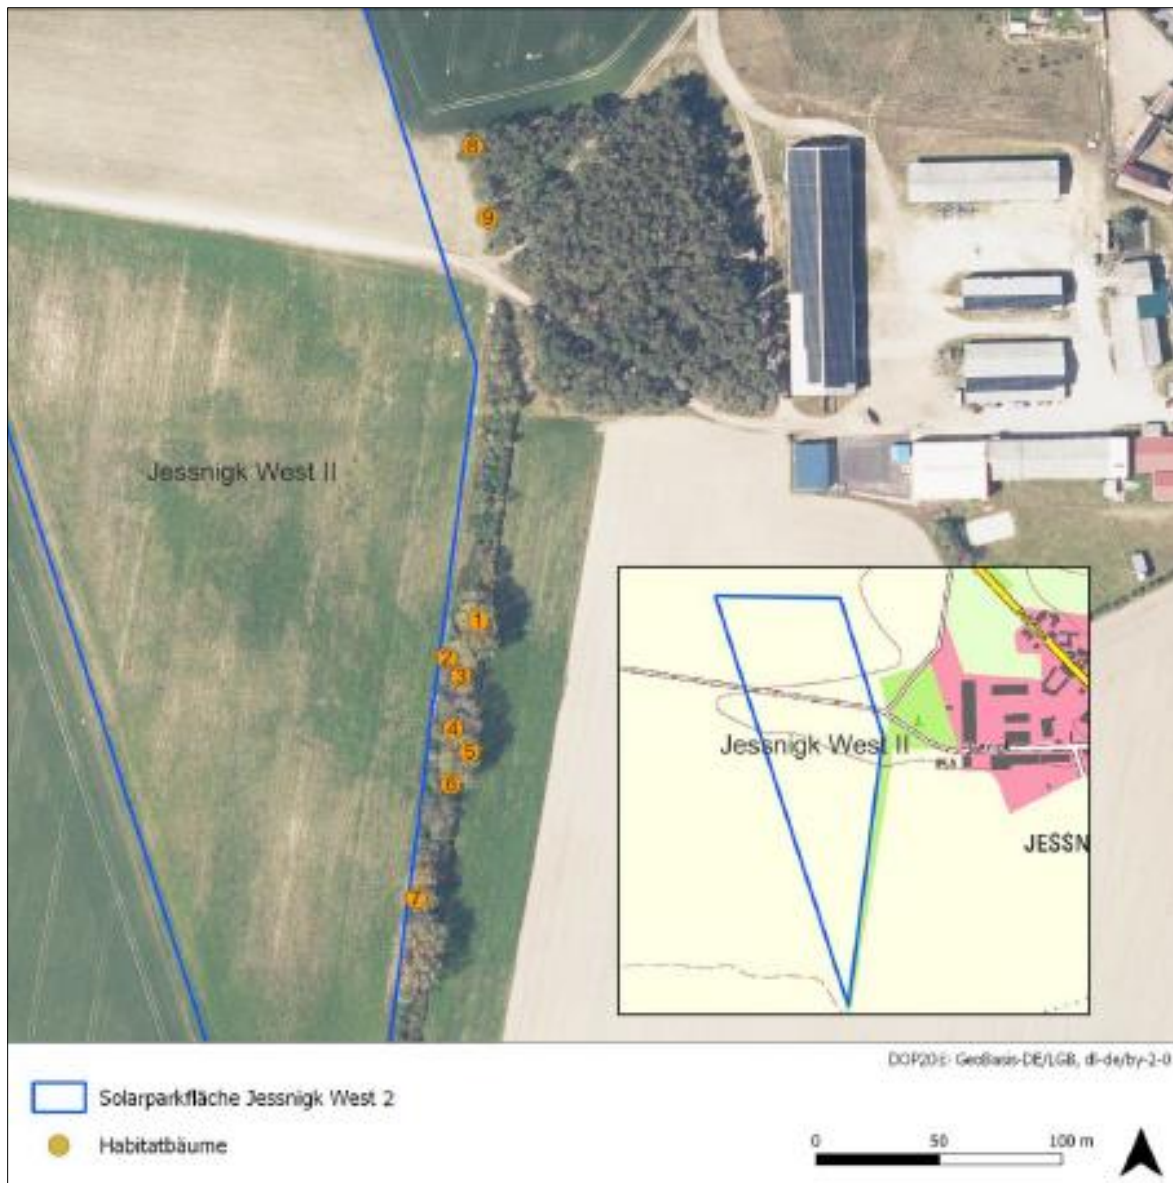 8
9
Jessnigk West II
1
2
3
4
5
6
7
Jessnigk West II
JESSN
DOP20©: GeoBasis-DE/LGB, dl-de/by-2-0
Solarparkfläche Jessnigk West 2
Habitatbäume
0 50 100 m